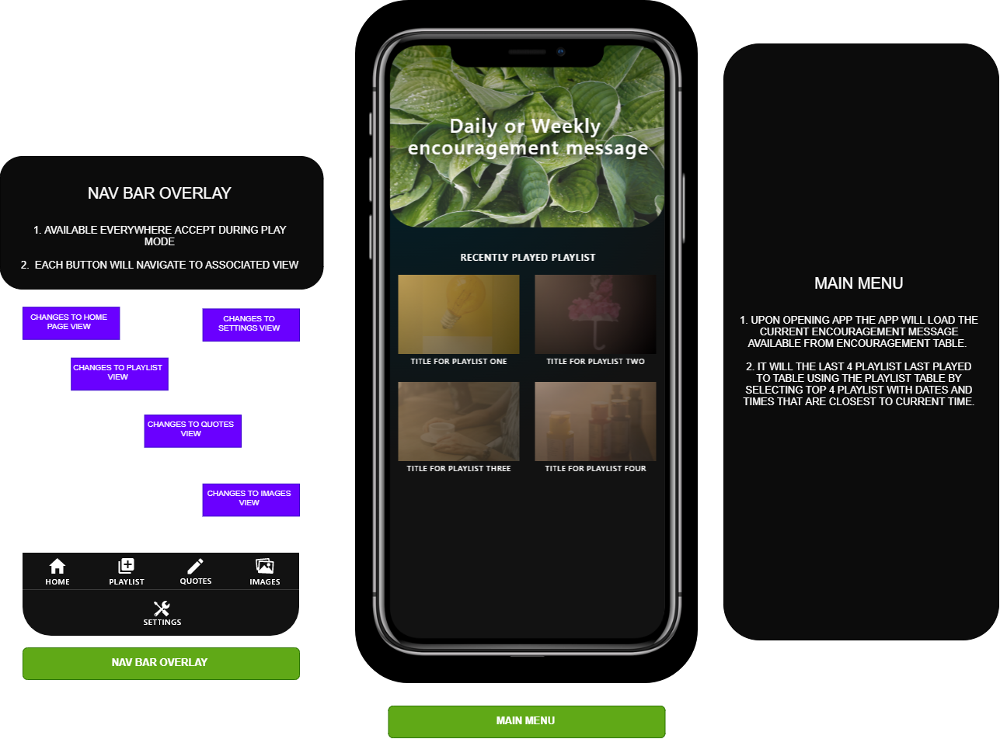 NAV BAR OVERLAY
1. AVAILABLE EVERYWHERE ACCEPT DURING PLAY
MODE
2. EACH BUTTON WILL NAVIGATE TO ASSOCIATED VIEW
CHANGES TO HOME
PAGE VIEW
CHANGES TO
SETTINGS VIEW
CHANGES TO PLAYLIST
VIEW
CHANGES TO QUOTES
VIEW
CHANGES TO IMAGES
VIEW
HOME
PLAYLIST
QUOTES
IMAGES
SETTINGS
NAV BAR OVERLAY
Daily or Weekly
encouragement message
RECENTLY PLAYED PLAYLIST
TITLE FOR PLAYLIST ONE
TITLE FOR PLAYLIST TWO
TITLE FOR PLAYLIST THREE
TITLE FOR PLAYLIST FOUR
MAIN MENU
MAIN MENU
1. UPON OPENING APP THE APP WILL LOAD THE
CURRENT ENCOURAGEMENT MESSAGE
AVAILABLE FROM ENCOURAGEMENT TABLE.
2. IT WILL THE LAST 4 PLAYLIST LAST PLAYED
TO TABLE USING THE PLAYLIST TABLE BY
SELECTING TOP 4 PLAYLIST WITH DATES AND
TIMES THAT ARE CLOSEST TO CURRENT TIME.